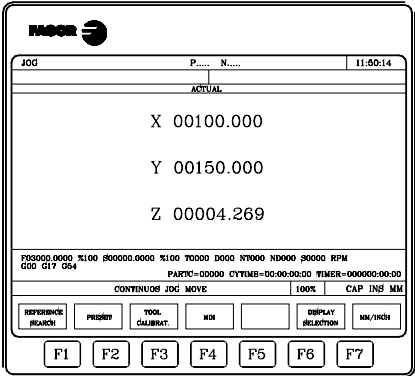 FAGOR
JOG P..... N..... 11:50:14
ACTUAL
X 00100.000
Y 00150.000
Z 00004.269
F03000.0000 %100 S00000.0000 %100 T0000 D000 NT000 ND000 S0000 RPM
G00 G17 G54
PARTC=00000 CYTIME=00:00:00:00 TIMER=000000:00:00
CONTINUOS JOG MOVE 100% CAP INS MM
REFERENCE SEARCH
PRESET
TOOL CALIBRAT.
MDI
DISPLAY SELECTION
MM/INCH
F1 F2 F3 F4 F5 F6 F7